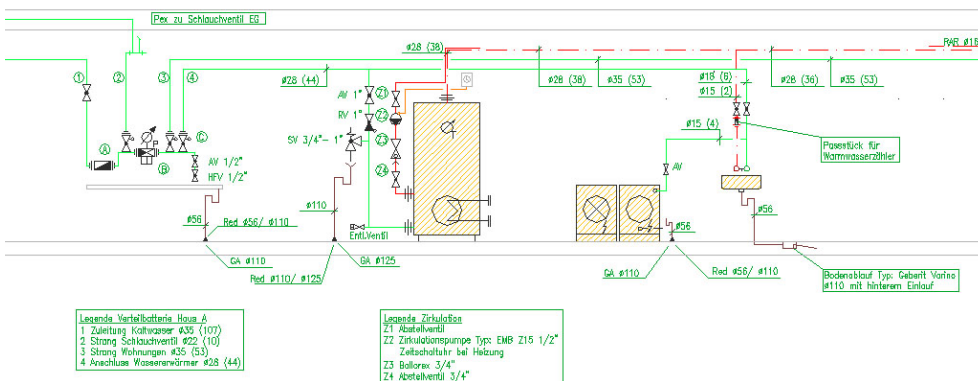 Pex zu Schlauchventil EG
RAR ø18
ø28 (38)
1
2
3
4
ø28 (44)
Z1
AV 1"
RV 1"
Z2
SV 3/4"- 1"
Z3
Z4
ø28 (38)
ø35 (53)
ø18 (6)
ø15 (2)
ø28 (36)
ø35 (53)
ø15 (4)
Passstück für
Warmwasserzähler
A
B
C
AV 1/2"
HFV 1/2"
AV
ø56
Red ø56/ ø110
ø110
Entl.Ventil
ø56
ø56
GA ø110
GA ø125
Red ø110/ ø125
GA ø110
Red ø56/ ø110
Bodenablauf Typ: Geberit Varino
ø110 mit hinterem Einlauf
Legende Verteilbatterie Haus A
1 Zuleitung Kaltwasser ø35 (107)
2 Strang Schlauchventil ø22 (10)
3 Strang Wohnungen ø35 (53)
4 Anschluss Wassererwärmer ø28 (44)
Legende Zirkulation
Z1 Abstellventil
Z2 Zirkulationspumpe Typ: EMB Z15 1/2"
Zeitschaltuhr bei Heizung
Z3 Ballorex 3/4"
Z4 Abstellventil 3/4"